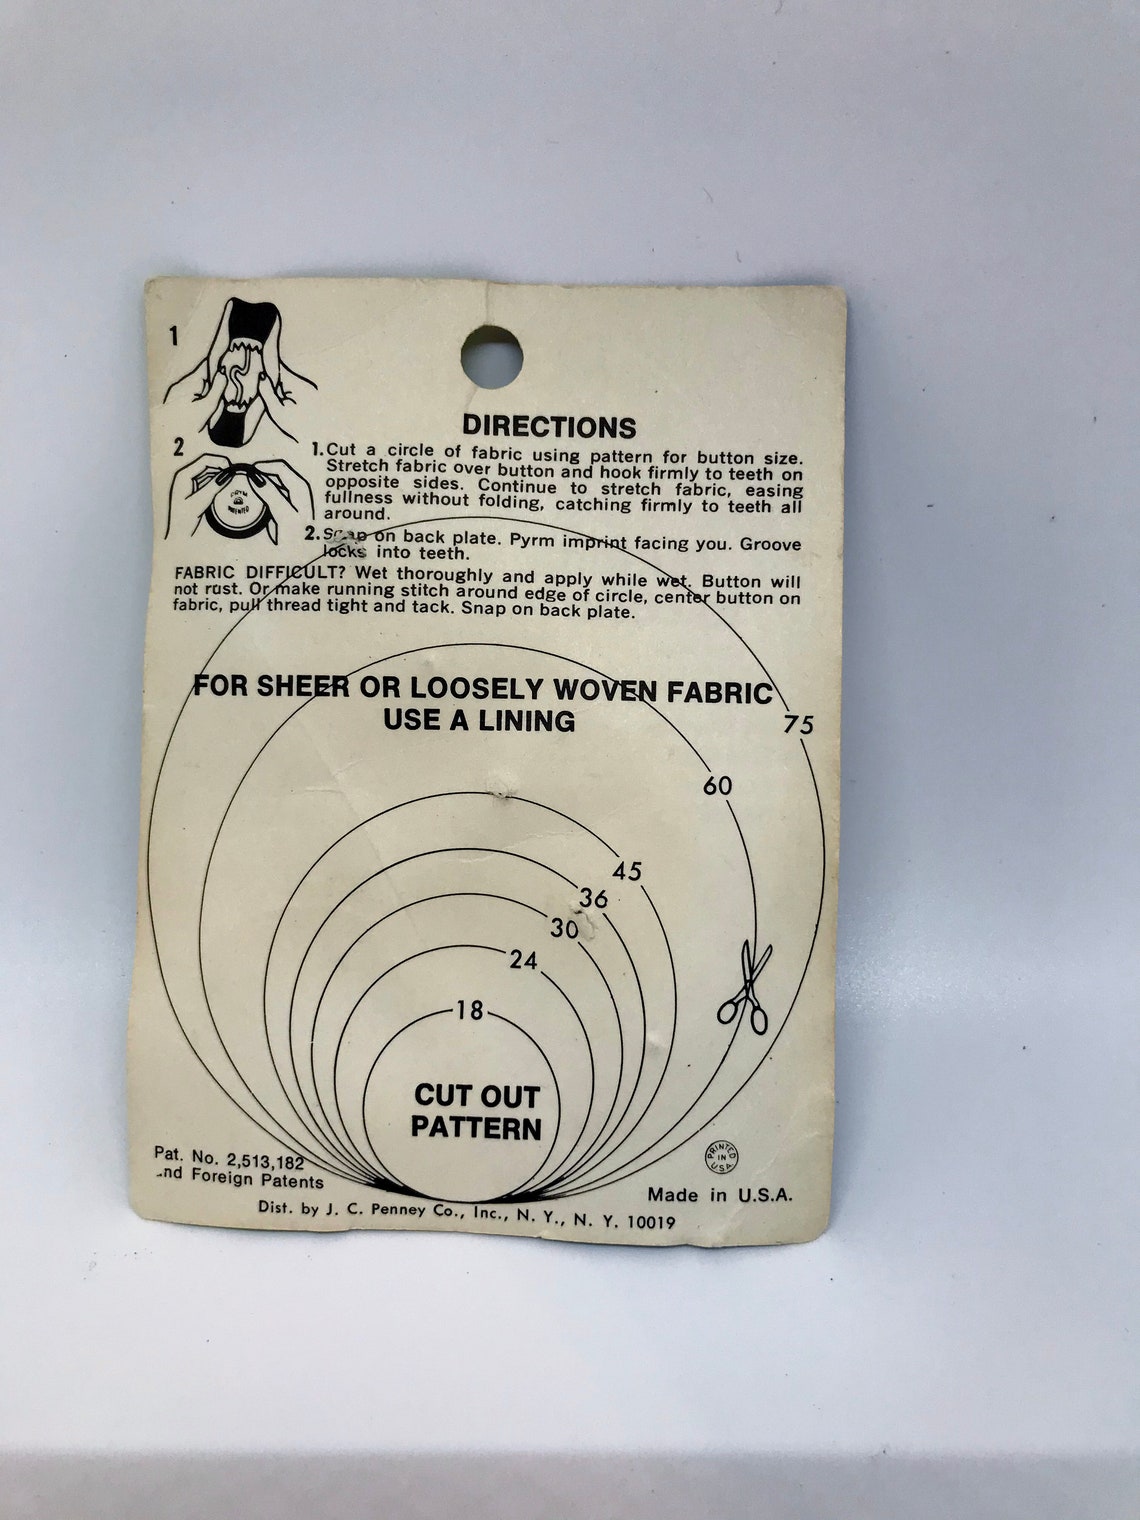 1
2
DIRECTIONS
1. Cut a circle of fabric using pattern for button size.
Stretch fabric over button and hook firmly to teeth on
opposite sides. Continue to stretch fabric, easing
fullness without folding, catching firmly to teeth all
around.
2. Snap on back plate. Pyrm imprint facing you. Groove
locks into teeth.
FABRIC DIFFICULT? Wet thoroughly and apply while wet. Button will
not rust. Or make running stitch around edge of circle, center button on
fabric, pull thread tight and tack. Snap on back plate.
FOR SHEER OR LOOSELY WOVEN FABRIC
USE A LINING
75
60
45
36
30
24
18
CUT OUT
PATTERN
PRINTED
IN
USA
Pat. No. 2,513,182
Foreign Patents
Made in U.S.A.
Dist. by J. C. Penney Co., Inc., N. Y., N. Y. 10019